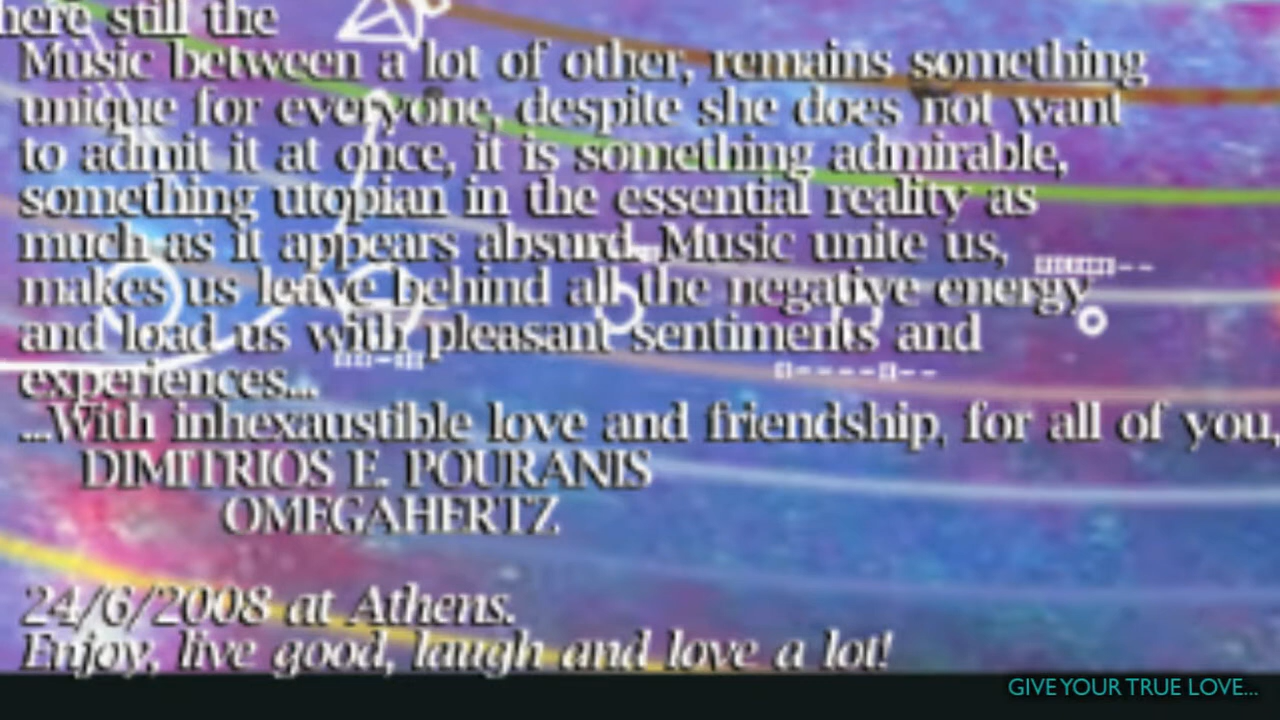 here still the
Music between a lot of other, remains something
unique for everyone, despite she does not want
to admit it at once, it is something admirable,
something utopian in the essential reality as
much as it appears absurd. Music unite us,
makes us leave behind all the negative energy
and load us with pleasant sentiments and
experiences...
...With inhexaustible love and friendship, for all of you,
DIMITRIOS E. POURANIS
OMEGAHERTZ
24/6/2008 at Athens.
Enjoy, live good, laugh and love a lot!
GIVE YOUR TRUE LOVE...